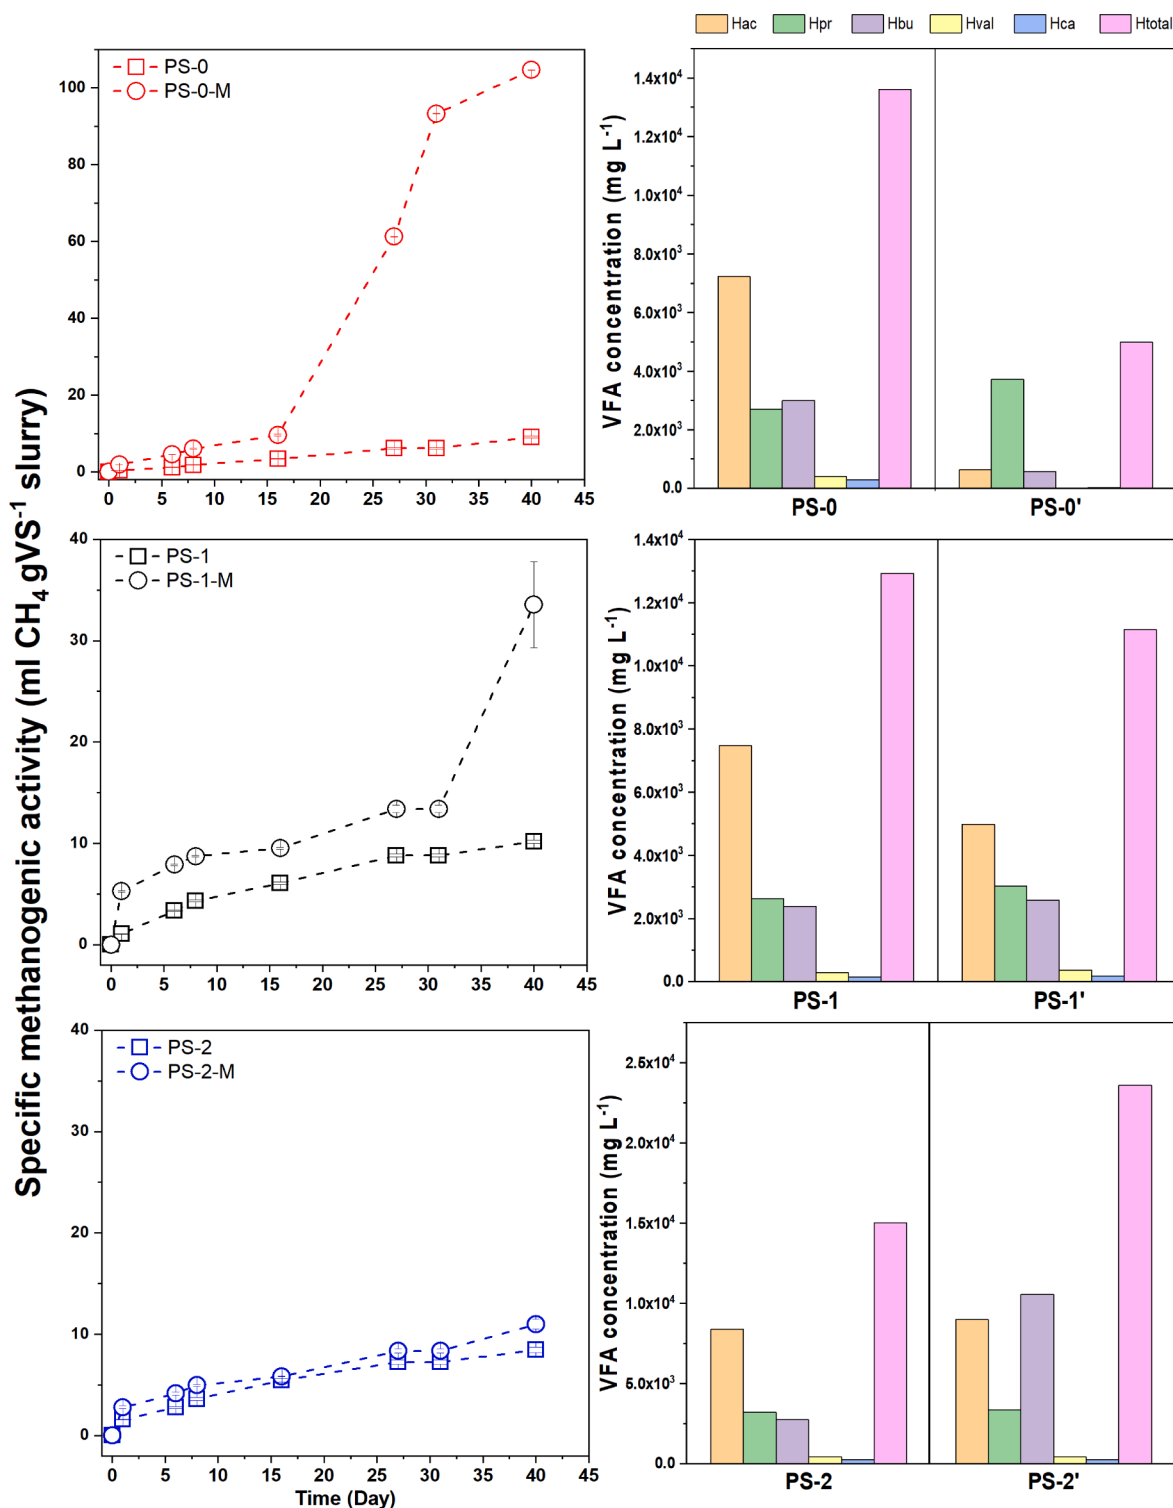 Specific methanogenic activity (ml CH₄ gVS⁻¹ slurry)
PS-0
PS-0-M
100
80
60
40
20
0
0 5 10 15 20 25 30 35 40 45
PS-1
PS-1-M
40
30
20
10
0
0 5 10 15 20 25 30 35 40 45
PS-2
PS-2-M
40
30
20
10
0
0 5 10 15 20 25 30 35 40 45
Time (Day)
Hac Hpr Hbu Hval Hca Htotal
VFA concentration (mg L⁻¹)
1.4x10⁴
1.2x10⁴
1.0x10⁴
8.0x10³
6.0x10³
4.0x10³
2.0x10³
0.0
PS-0 PS-0'
VFA concentration (mg L⁻¹)
1.4x10⁴
1.2x10⁴
1.0x10⁴
8.0x10³
6.0x10³
4.0x10³
2.0x10³
0.0
PS-1 PS-1'
VFA concentration (mg L⁻¹)
2.5x10⁴
2.0x10⁴
1.5x10⁴
1.0x10⁴
5.0x10³
0.0
PS-2 PS-2'